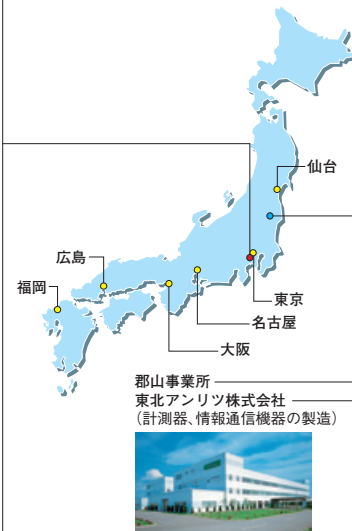 仙台
広島
福岡
東京
名古屋
大阪
郡山事業所
東北アンリツ株式会社
(計測器、情報通信機器の製造)